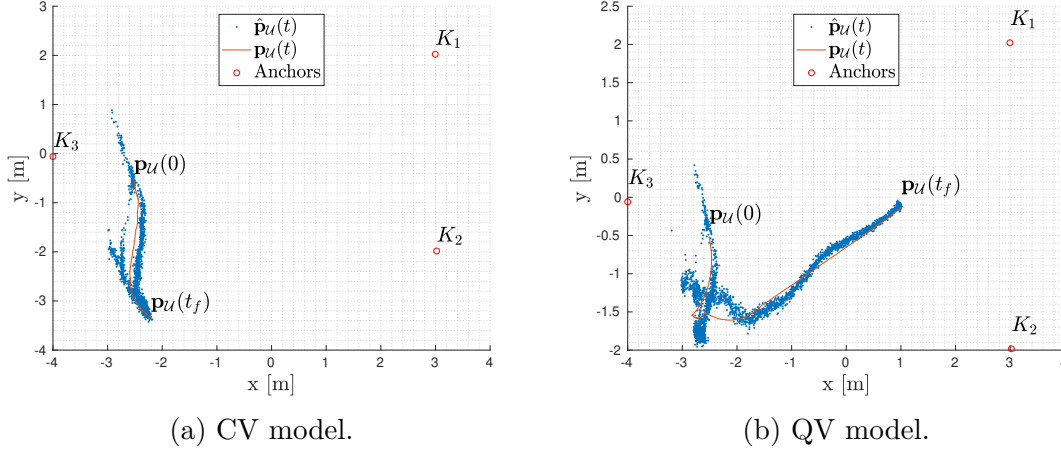 3
2
1
0
-1
-2
-3
-4
y [m]
-4 -3 -2 -1 0 1 2 3 4
x [m]
p̂𝒰(t)
p𝒰(t)
Anchors
K1
K3
p𝒰(0)
K2
p𝒰(tf)
(a) CV model.
2.5
2
1.5
1
0.5
0
-0.5
-1
-1.5
-2
y [m]
-4 -3 -2 -1 0 1 2 3
x [m]
p̂𝒰(t)
p𝒰(t)
Anchors
K1
K3
p𝒰(tf)
p𝒰(0)
K2
(b) QV model.